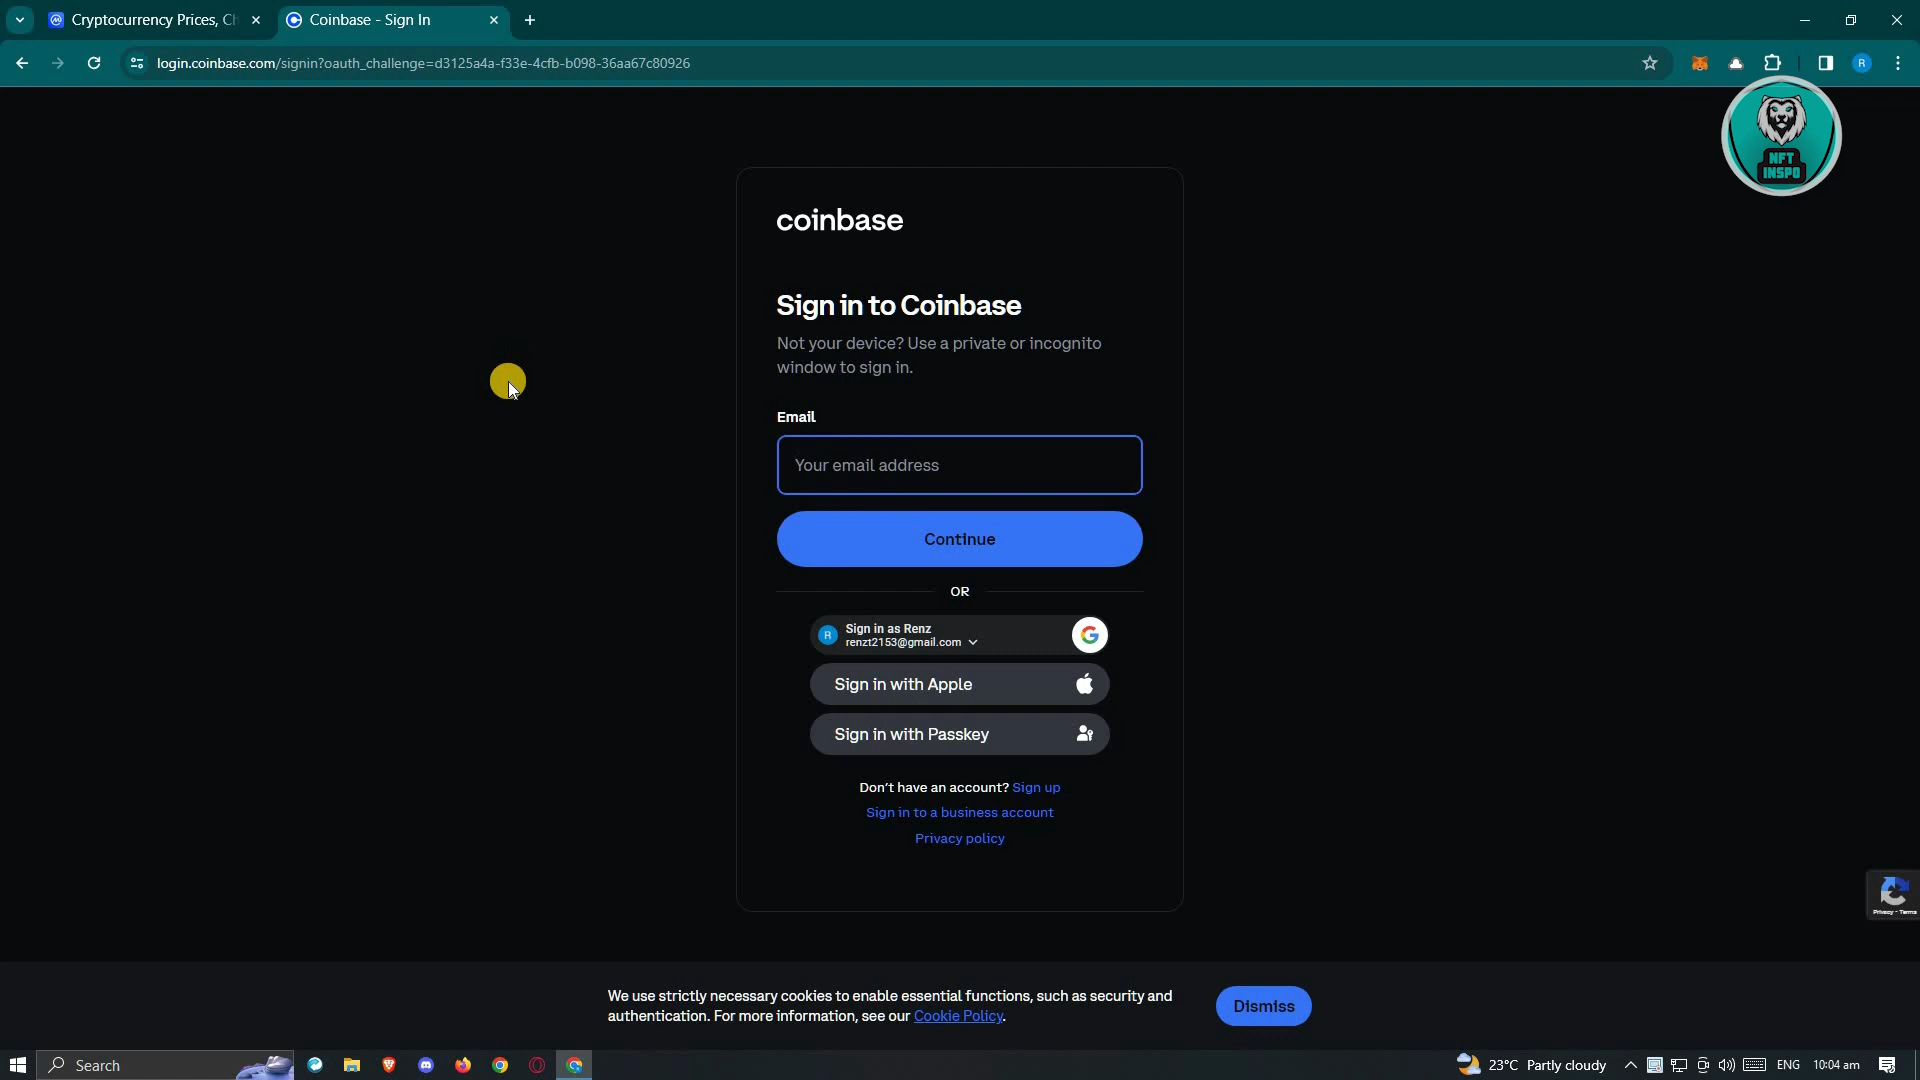 Cryptocurrency Prices, Ch
Coinbase - Sign In
login.coinbase.com/signin?oauth_challenge=d3125a4a-f33e-4cfb-b098-36aa67c80926
R
NFT
INSPO
coinbase
Sign in to Coinbase
Not your device? Use a private or incognito
window to sign in.
Email
Your email address
Continue
OR
R
Sign in as Renz
renzt2153@gmail.com
G
Sign in with Apple
Sign in with Passkey
Don't have an account? Sign up
Sign in to a business account
Privacy policy
Privacy - Terms
We use strictly necessary cookies to enable essential functions, such as security and
authentication. For more information, see our Cookie Policy.
Dismiss
Search
23°C Partly cloudy
ENG
10:04 am